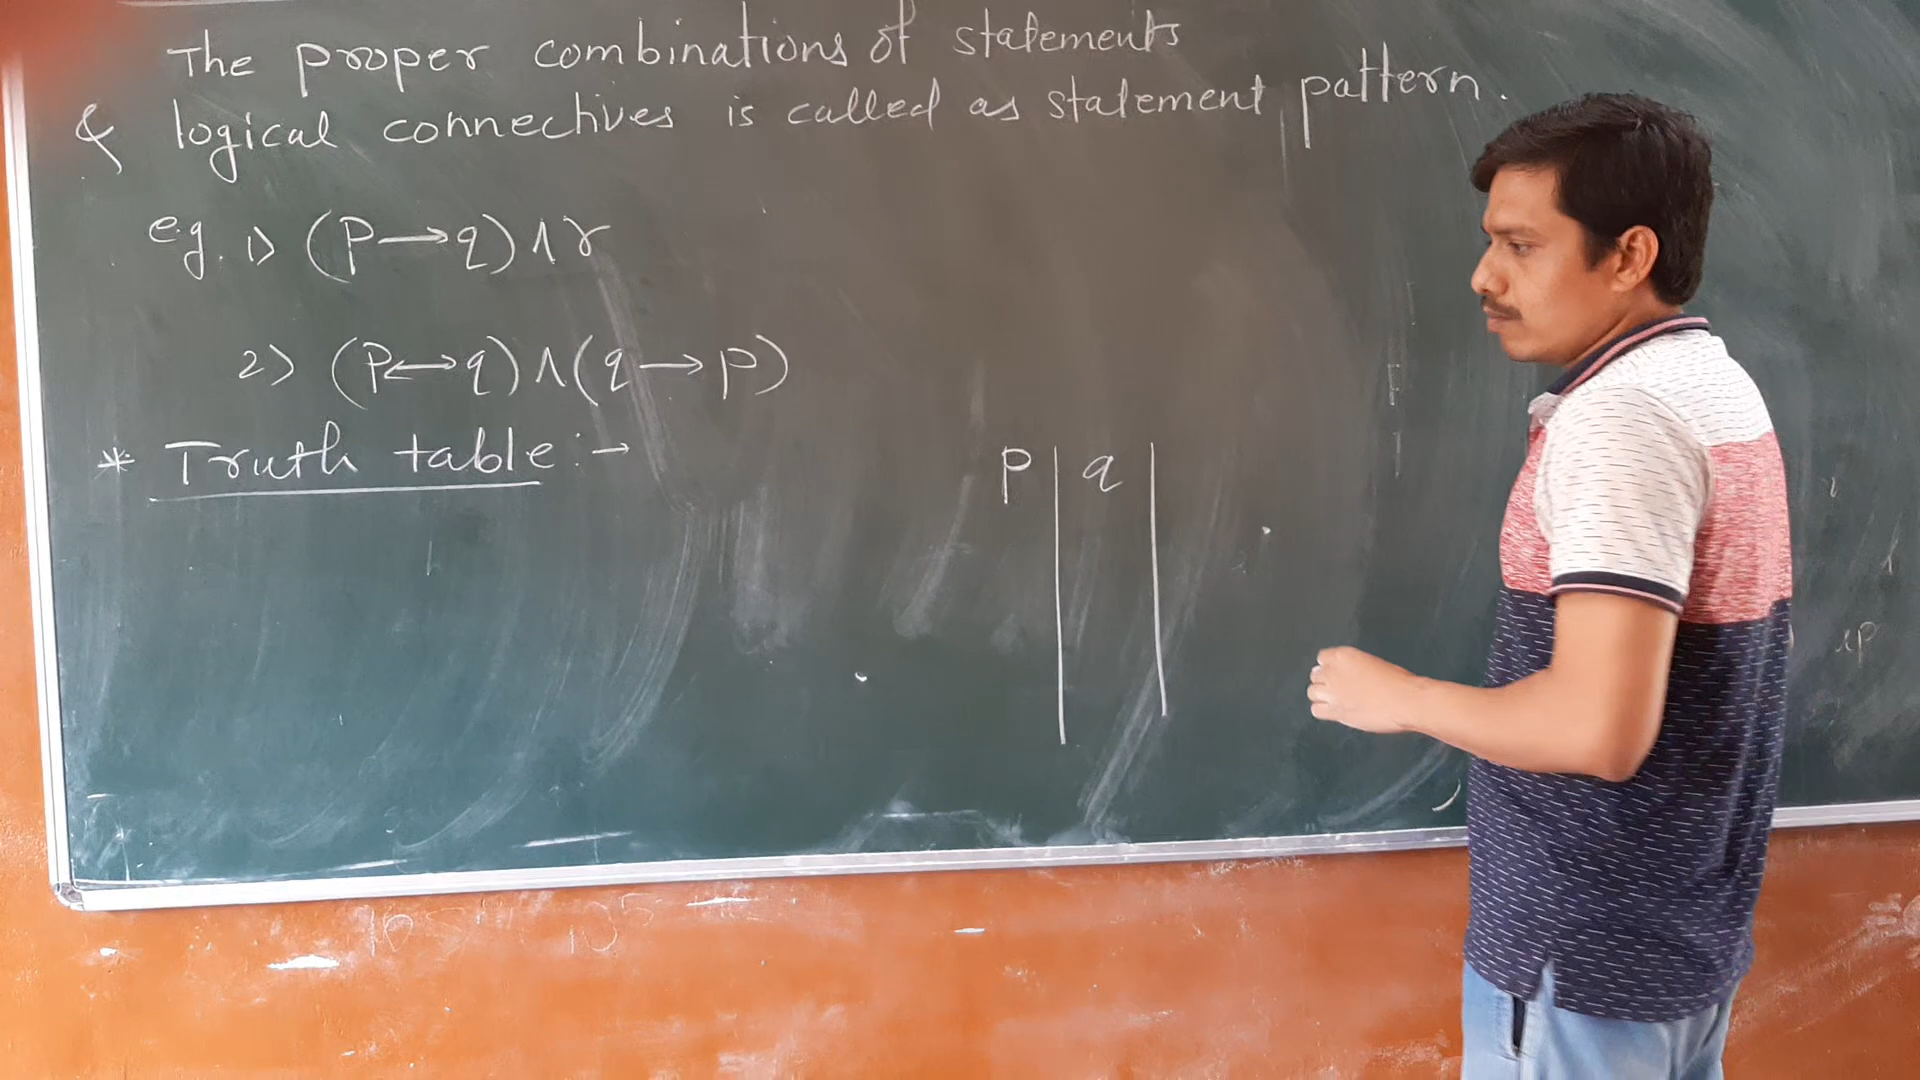 The proper combinations of statements
& logical connectives is called as statement pattern.
e.g. 1) (p→q)∧r
2) (p↔q)∧(q→p)
* Truth table :→
p | q |